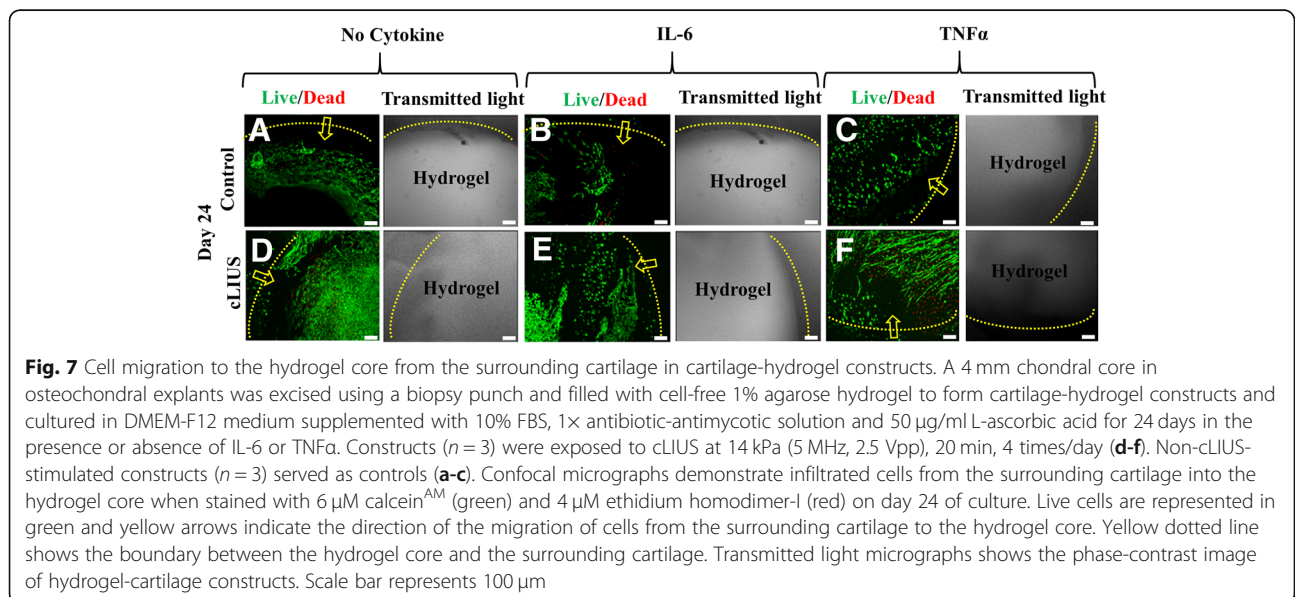 No Cytokine IL-6 TNFα
Live/Dead Transmitted light Live/Dead Transmitted light Live/Dead Transmitted light
Day 24
Control
A Hydrogel B Hydrogel C Hydrogel
cLIUS
D Hydrogel E Hydrogel F Hydrogel
Fig. 7 Cell migration to the hydrogel core from the surrounding cartilage in cartilage-hydrogel constructs. A 4 mm chondral core in
osteochondral explants was excised using a biopsy punch and filled with cell-free 1% agarose hydrogel to form cartilage-hydrogel constructs and
cultured in DMEM-F12 medium supplemented with 10% FBS, 1× antibiotic-antimycotic solution and 50 μg/ml L-ascorbic acid for 24 days in the
presence or absence of IL-6 or TNFα. Constructs (n = 3) were exposed to cLIUS at 14 kPa (5 MHz, 2.5 Vpp), 20 min, 4 times/day (d-f). Non-cLIUS-
stimulated constructs (n = 3) served as controls (a-c). Confocal micrographs demonstrate infiltrated cells from the surrounding cartilage into the
hydrogel core when stained with 6 μM calceinAM (green) and 4 μM ethidium homodimer-I (red) on day 24 of culture. Live cells are represented in
green and yellow arrows indicate the direction of the migration of cells from the surrounding cartilage to the hydrogel core. Yellow dotted line
shows the boundary between the hydrogel core and the surrounding cartilage. Transmitted light micrographs shows the phase-contrast image
of hydrogel-cartilage constructs. Scale bar represents 100 μm